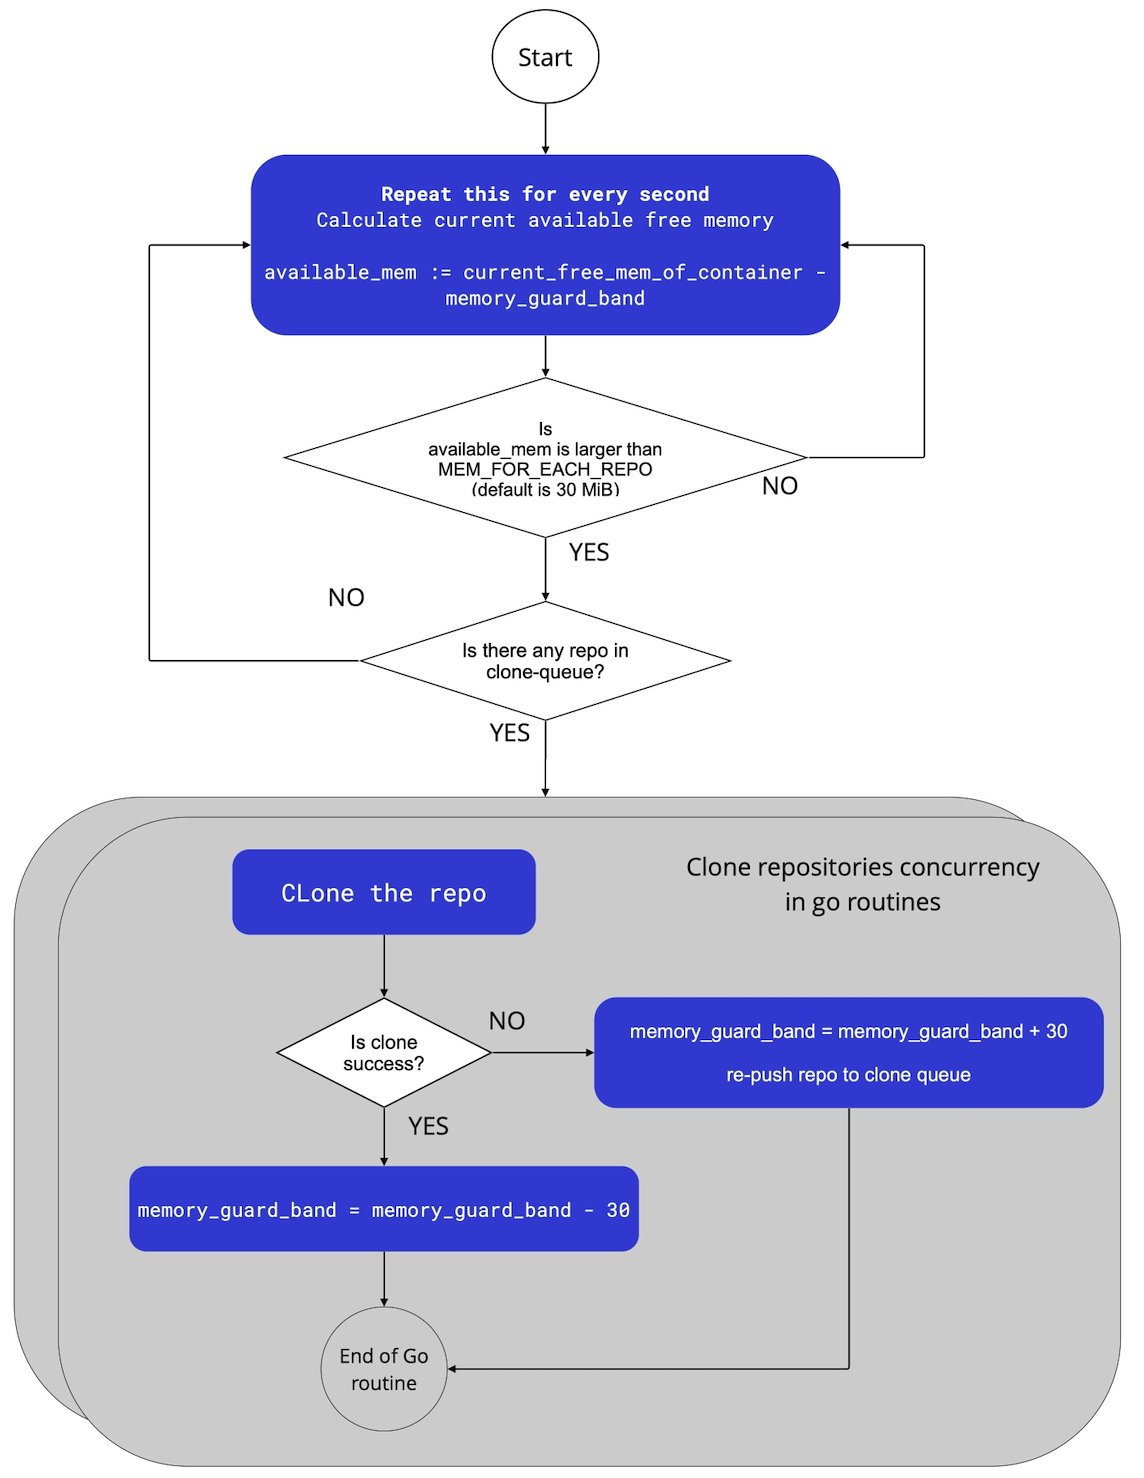 Start
Repeat this for every second
Calculate current available free memory
available_mem := current_free_mem_of_container -
memory_guard_band
Is
available_mem is larger than
MEM_FOR_EACH_REPO
(default is 30 MiB)
NO
YES
NO
Is there any repo in
clone-queue?
YES
Clone repositories concurrency
in go routines
CLone the repo
NO
Is clone
success?
memory_guard_band = memory_guard_band + 30
re-push repo to clone queue
YES
memory_guard_band = memory_guard_band - 30
End of Go
routine